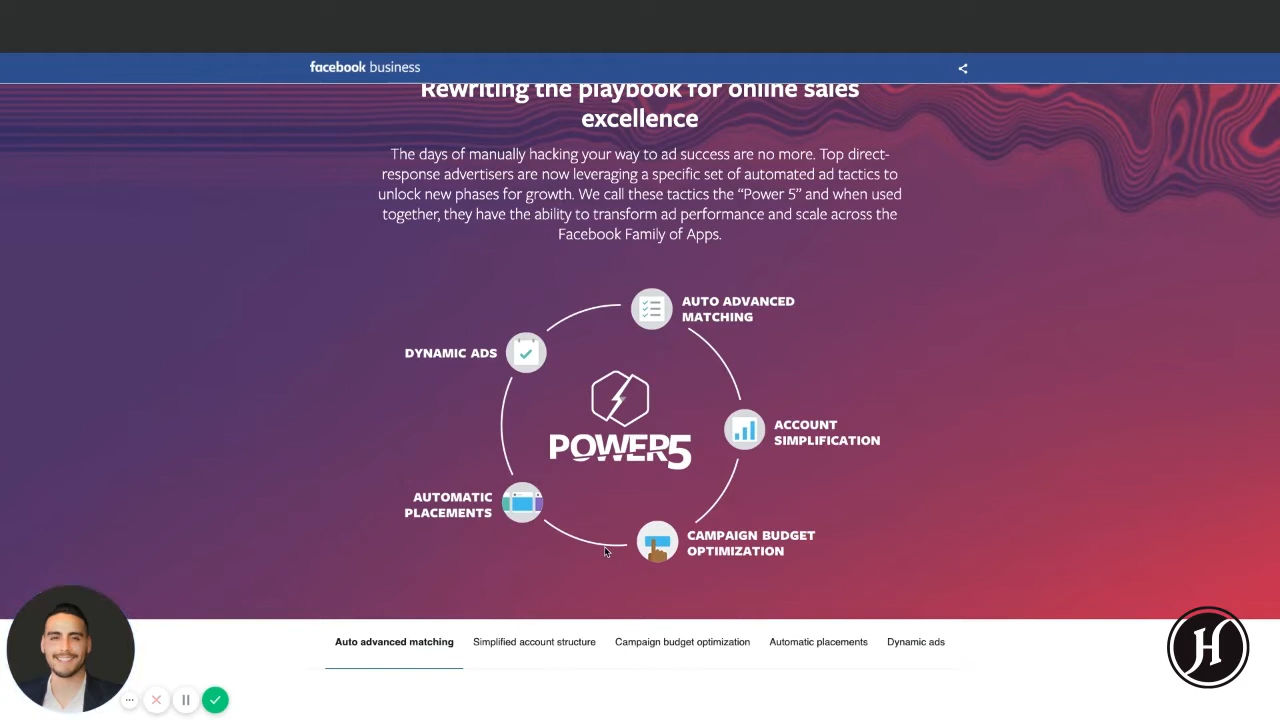 facebook business
Rewriting the playbook for online sales
excellence
The days of manually hacking your way to ad success are no more. Top direct-
response advertisers are now leveraging a specific set of automated ad tactics to
unlock new phases for growth. We call these tactics the “Power 5” and when used
together, they have the ability to transform ad performance and scale across the
Facebook Family of Apps.
AUTO ADVANCED
MATCHING
DYNAMIC ADS
ACCOUNT
SIMPLIFICATION
POWER5
AUTOMATIC
PLACEMENTS
CAMPAIGN BUDGET
OPTIMIZATION
Auto advanced matching Simplified account structure Campaign budget optimization Automatic placements Dynamic ads
H